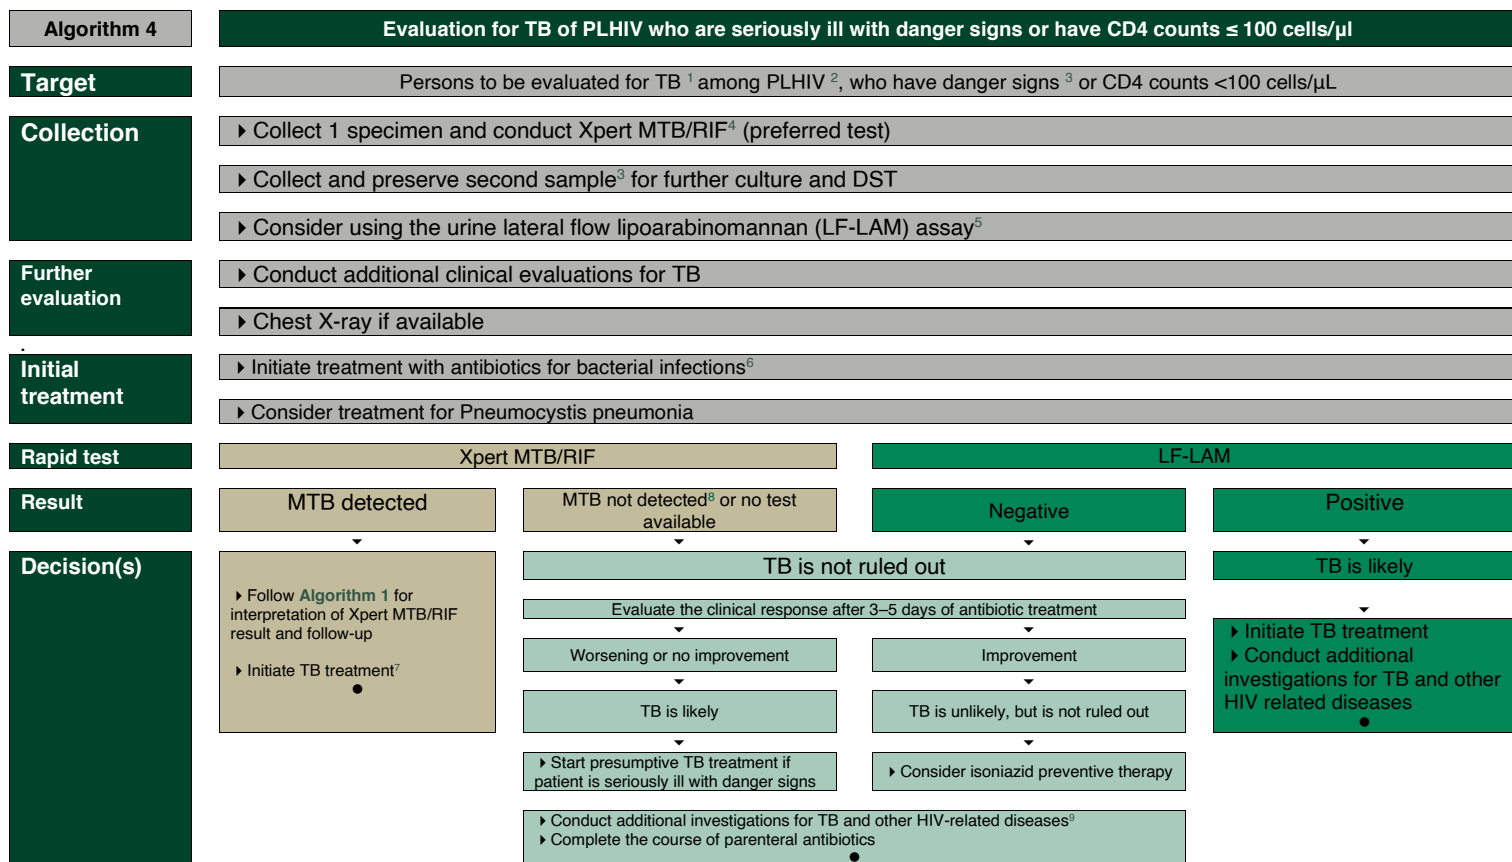 Algorithm 4
Evaluation for TB of PLHIV who are seriously ill with danger signs or have CD4 counts ≤ 100 cells/µl
Target
Persons to be evaluated for TB ¹ among PLHIV ², who have danger signs ³ or CD4 counts <100 cells/µL
Collection
▸ Collect 1 specimen and conduct Xpert MTB/RIF⁴ (preferred test)
▸ Collect and preserve second sample³ for further culture and DST
▸ Consider using the urine lateral flow lipoarabinomannan (LF-LAM) assay⁵
Further
evaluation
▸ Conduct additional clinical evaluations for TB
▸ Chest X-ray if available
.
Initial
treatment
▸ Initiate treatment with antibiotics for bacterial infections⁶
▸ Consider treatment for Pneumocystis pneumonia
Rapid test
Xpert MTB/RIF
LF-LAM
Result
MTB detected
MTB not detected⁸ or no test
available
Negative
Positive
Decision(s)
▸ Follow Algorithm 1 for
interpretation of Xpert MTB/RIF
result and follow-up
▸ Initiate TB treatment⁷
●
TB is not ruled out
Evaluate the clinical response after 3–5 days of antibiotic treatment
Worsening or no improvement
Improvement
TB is likely
TB is unlikely, but is not ruled out
▸ Start presumptive TB treatment if
patient is seriously ill with danger signs
▸ Consider isoniazid preventive therapy
▸ Conduct additional investigations for TB and other HIV-related diseases⁹
▸ Complete the course of parenteral antibiotics
●
TB is likely
▸ Initiate TB treatment
▸ Conduct additional
investigations for TB and other
HIV related diseases
●